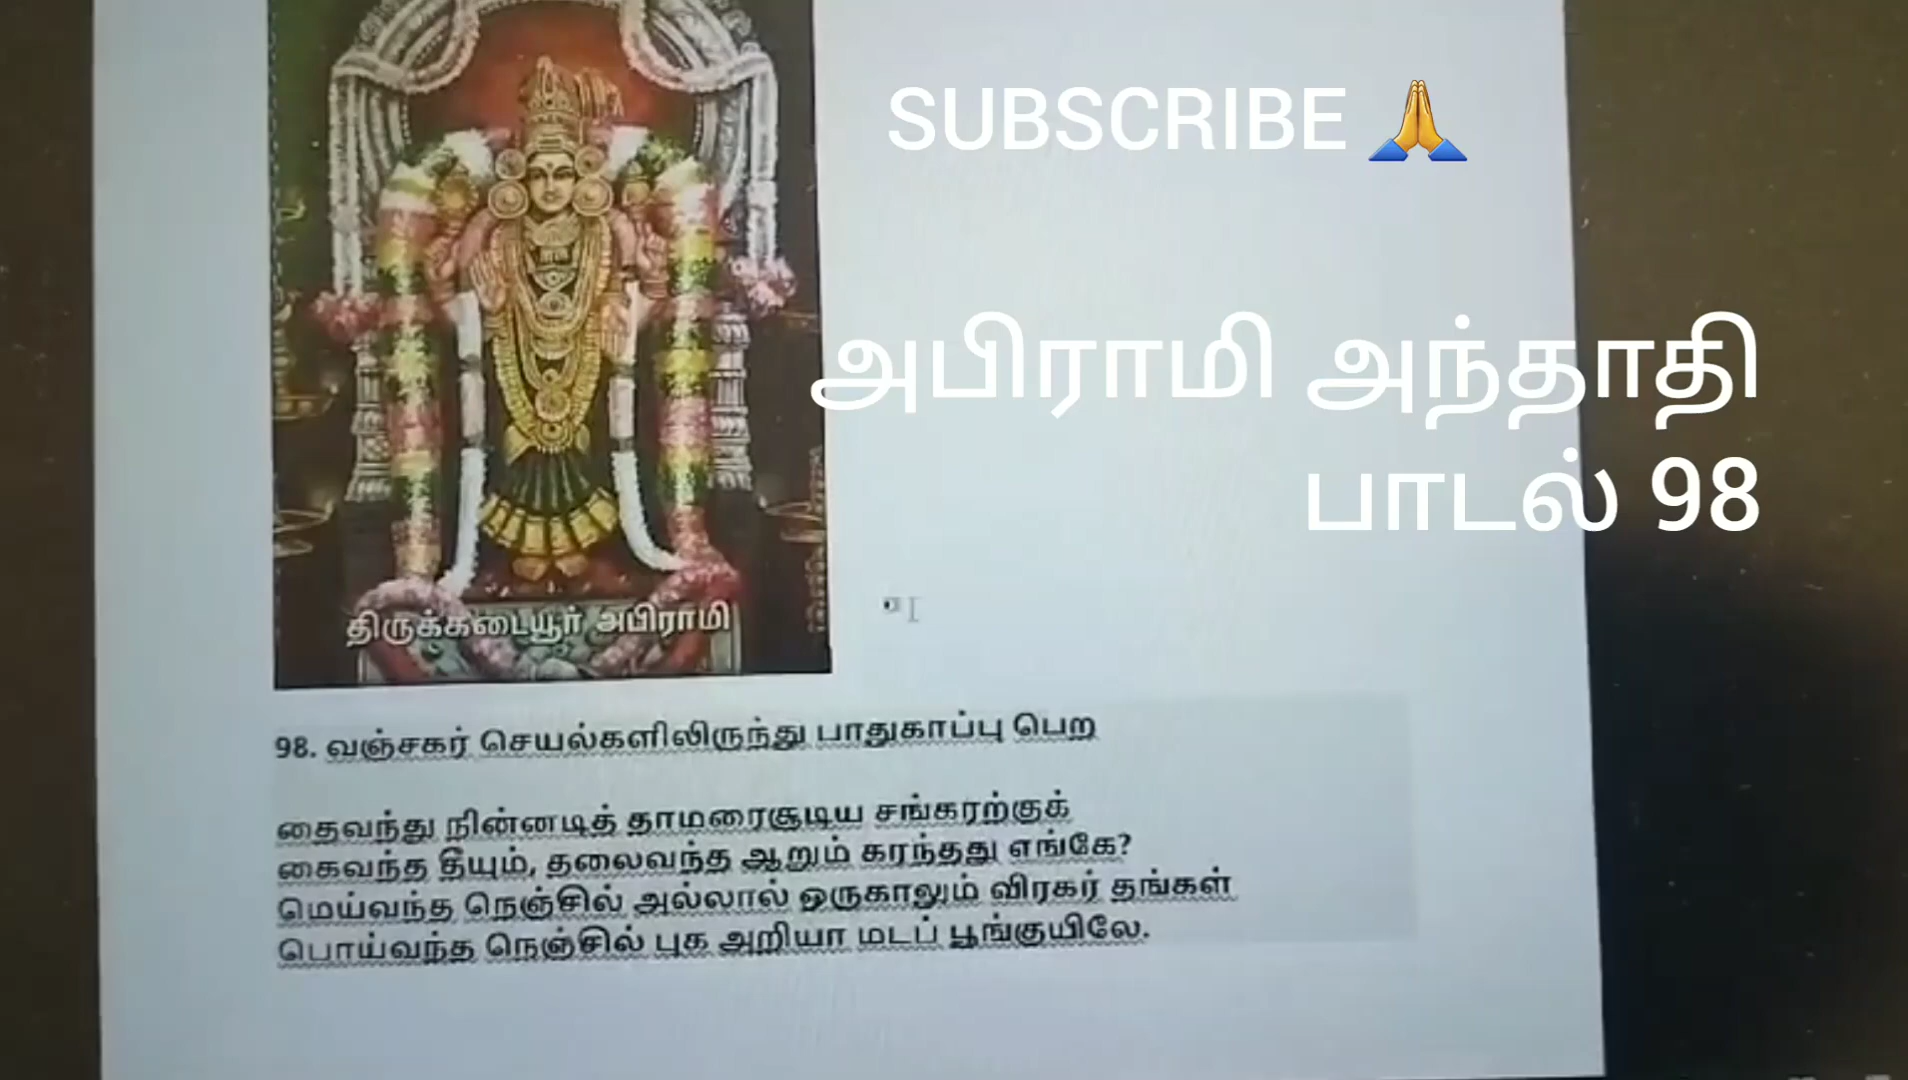 SUBSCRIBE 🙏
அபிராமி அந்தாதி
பாடல் 98
திருக்கடையூர் அபிராமி
98. வஞ்சகர் செயல்களிலிருந்து பாதுகாப்பு பெற
தைவந்து நின்னடித் தாமரைசூடிய சங்கரற்குக்
கைவந்த தீயும், தலைவந்த ஆறும் கரந்தது எங்கே?
மெய்வந்த நெஞ்சில் அல்லால் ஒருகாலும் விரகர் தங்கள்
பொய்வந்த நெஞ்சில் புக அறியா மடப் பூங்குயிலே.